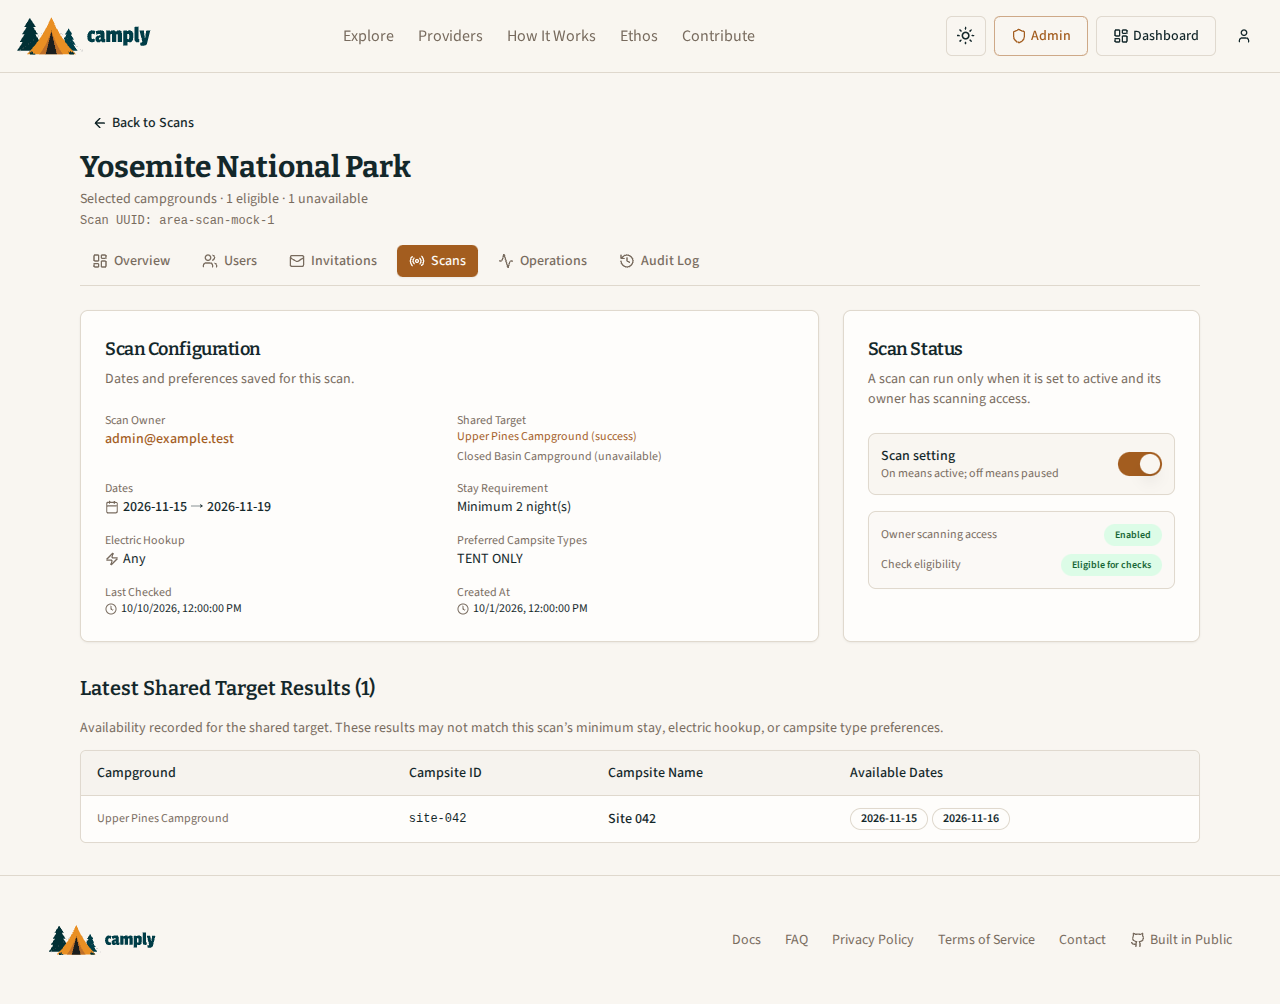 camply
Explore
Providers
How It Works
Ethos
Contribute
Admin
Dashboard
Back to Scans
Yosemite National Park
Selected campgrounds · 1 eligible · 1 unavailable
Scan UUID: area-scan-mock-1
Overview
Users
Invitations
Scans
Operations
Audit Log
Scan Configuration
Dates and preferences saved for this scan.
Scan Owner
admin@example.test
Shared Target
Upper Pines Campground (success)
Closed Basin Campground (unavailable)
Dates
2026-11-15 → 2026-11-19
Stay Requirement
Minimum 2 night(s)
Electric Hookup
Any
Preferred Campsite Types
TENT ONLY
Last Checked
10/10/2026, 12:00:00 PM
Created At
10/1/2026, 12:00:00 PM
Scan Status
A scan can run only when it is set to active and its
owner has scanning access.
Scan setting
On means active; off means paused
Owner scanning access
Enabled
Check eligibility
Eligible for checks
Latest Shared Target Results (1)
Availability recorded for the shared target. These results may not match this scan's minimum stay, electric hookup, or campsite type preferences.
Campground
Campsite ID
Campsite Name
Available Dates
Upper Pines Campground
site-042
Site 042
2026-11-15
2026-11-16
camply
Docs
FAQ
Privacy Policy
Terms of Service
Contact
Built in Public